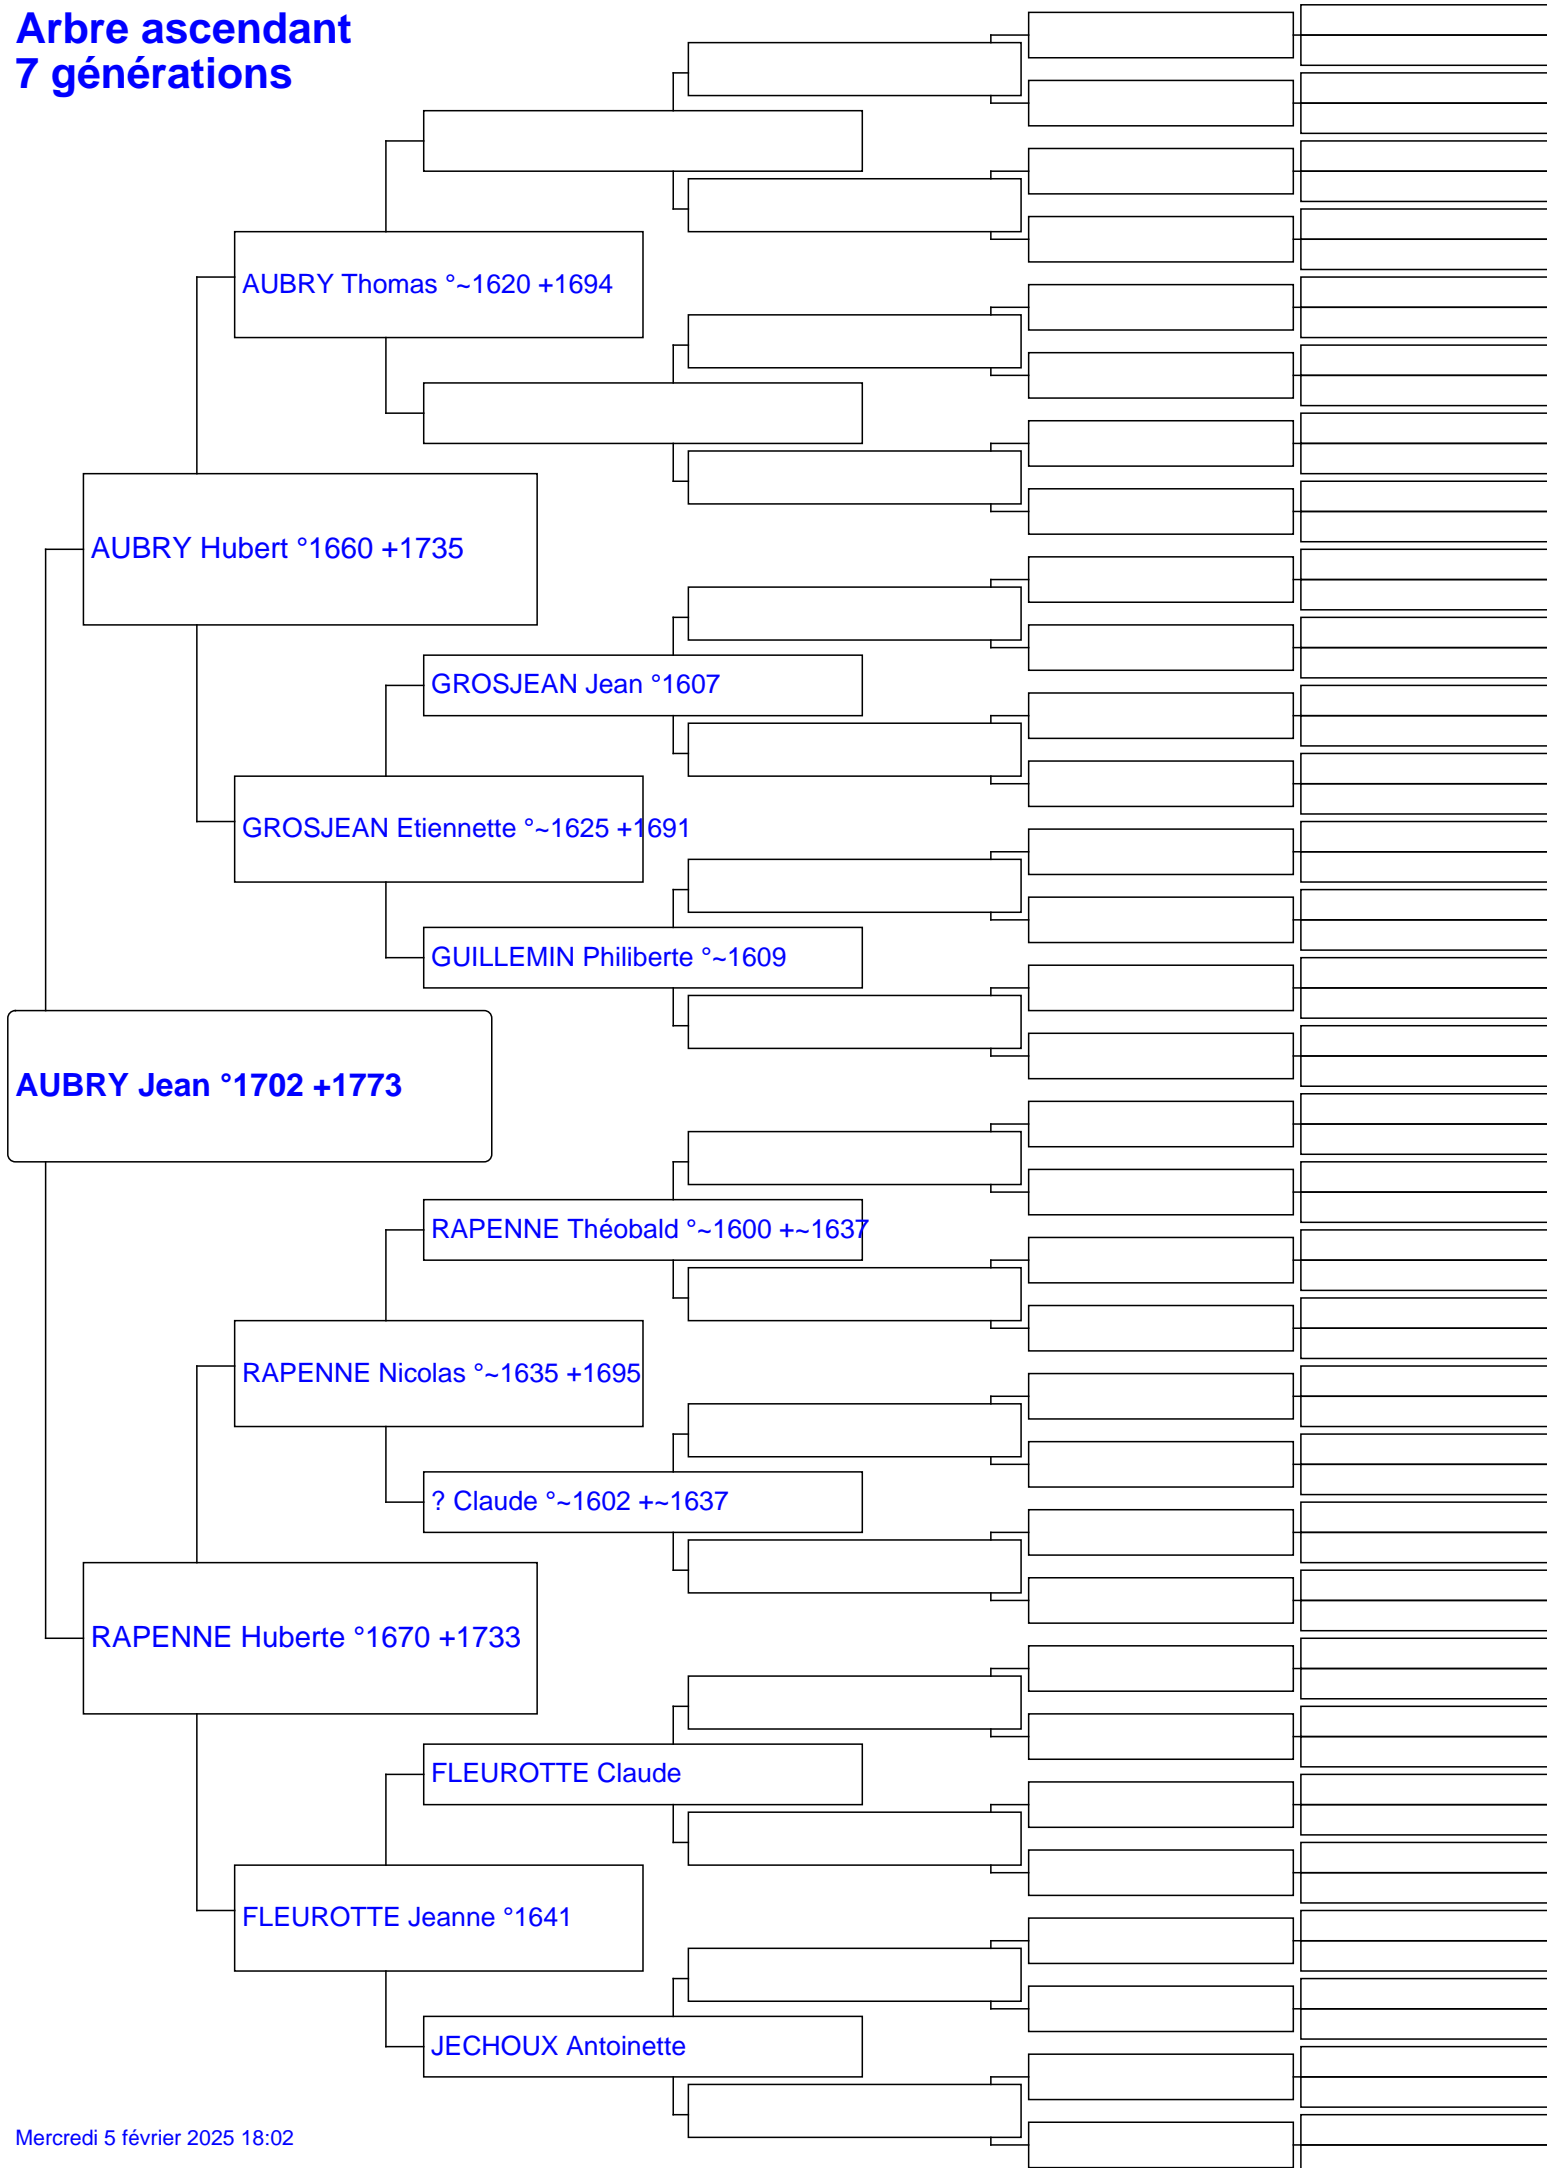 Arbre ascendant
7 générations
AUBRY Thomas °~1620 +1694
AUBRY Hubert °1660 +1735
GROSJEAN Jean °1607
GROSJEAN Etiennette °~1625 +1691
GUILLEMIN Philiberte °~1609
AUBRY Jean °1702 +1773
RAPENNE Théobald °~1600 +~1637
RAPENNE Nicolas °~1635 +1695
? Claude °~1602 +~1637
RAPENNE Huberte °1670 +1733
FLEUROTTE Claude
FLEUROTTE Jeanne °1641
JECHOUX Antoinette
Mercredi 5 février 2025 18:02